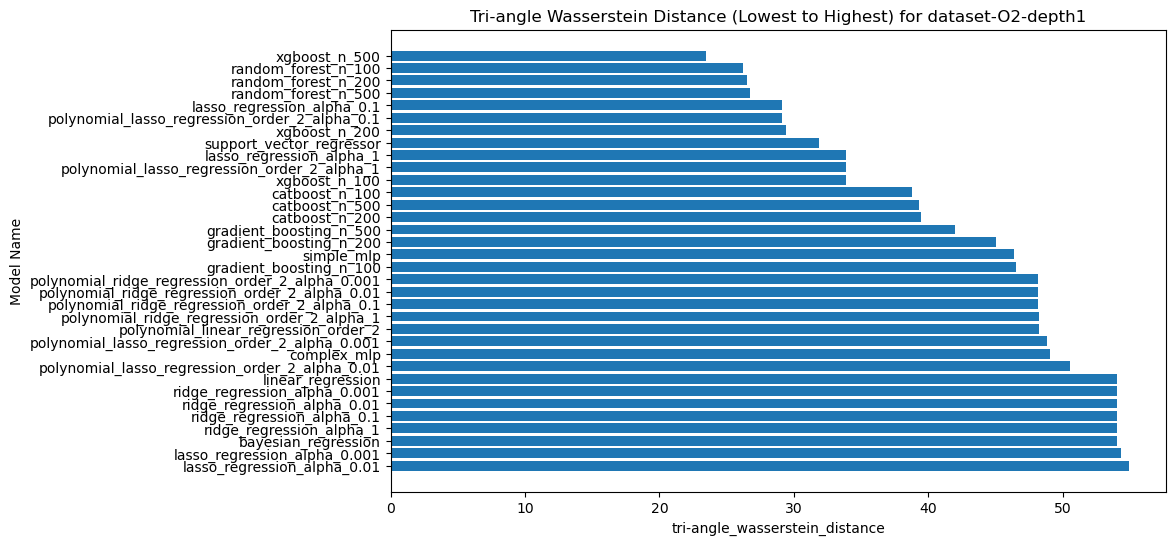 Tri-angle Wasserstein Distance (Lowest to Highest) for dataset-O2-depth1
Model Name
xgboost_n_500
random_forest_n_100
random_forest_n_200
random_forest_n_500
lasso_regression_alpha_0.1
polynomial_lasso_regression_order_2_alpha_0.1
xgboost_n_200
support_vector_regressor
lasso_regression_alpha_1
polynomial_lasso_regression_order_2_alpha_1
xgboost_n_100
catboost_n_100
catboost_n_500
catboost_n_200
gradient_boosting_n_500
gradient_boosting_n_200
simple_mlp
gradient_boosting_n_100
polynomial_ridge_regression_order_2_alpha_0.001
polynomial_ridge_regression_order_2_alpha_0.01
polynomial_ridge_regression_order_2_alpha_0.1
polynomial_ridge_regression_order_2_alpha_1
polynomial_linear_regression_order_2
polynomial_lasso_regression_order_2_alpha_0.001
complex_mlp
polynomial_lasso_regression_order_2_alpha_0.01
linear_regression
ridge_regression_alpha_0.001
ridge_regression_alpha_0.01
ridge_regression_alpha_0.1
ridge_regression_alpha_1
bayesian_regression
lasso_regression_alpha_0.001
lasso_regression_alpha_0.01
0 10 20 30 40 50
tri-angle_wasserstein_distance